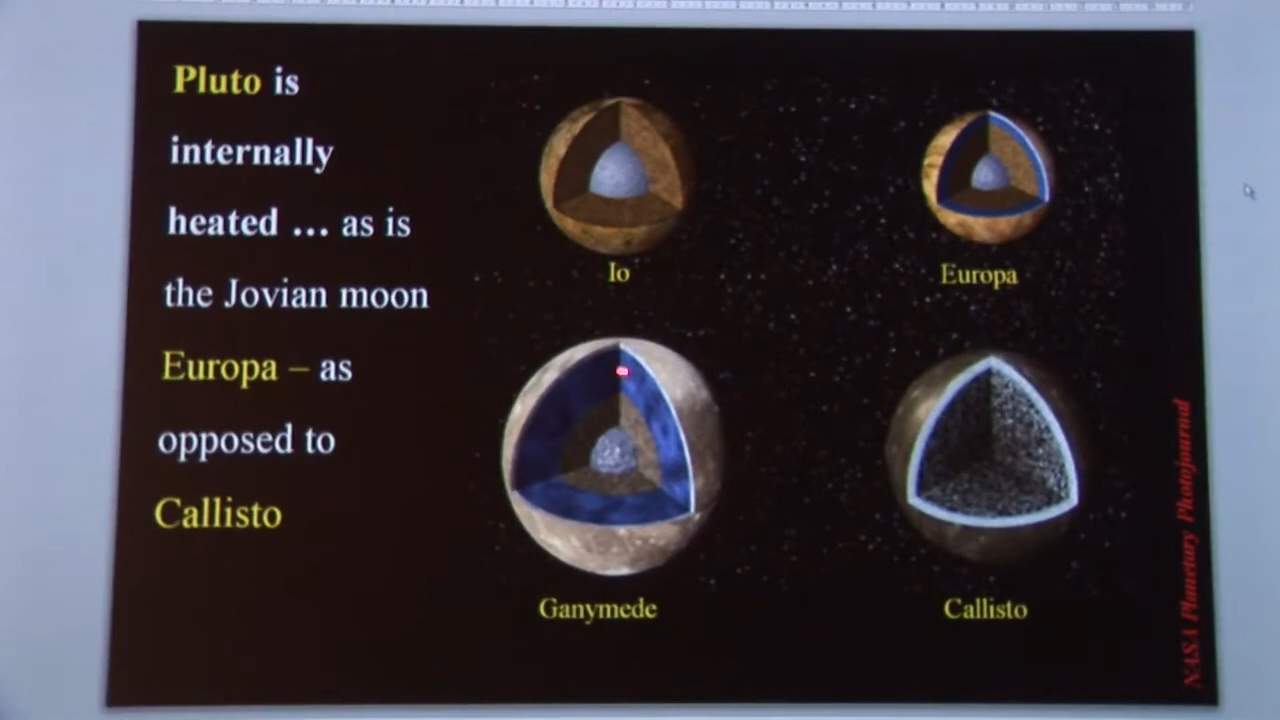 Pluto is
internally
heated ... as is
the Jovian moon
Europa – as
opposed to
Callisto
Io
Europa
Ganymede
Callisto
NASA Planetary Photojournal